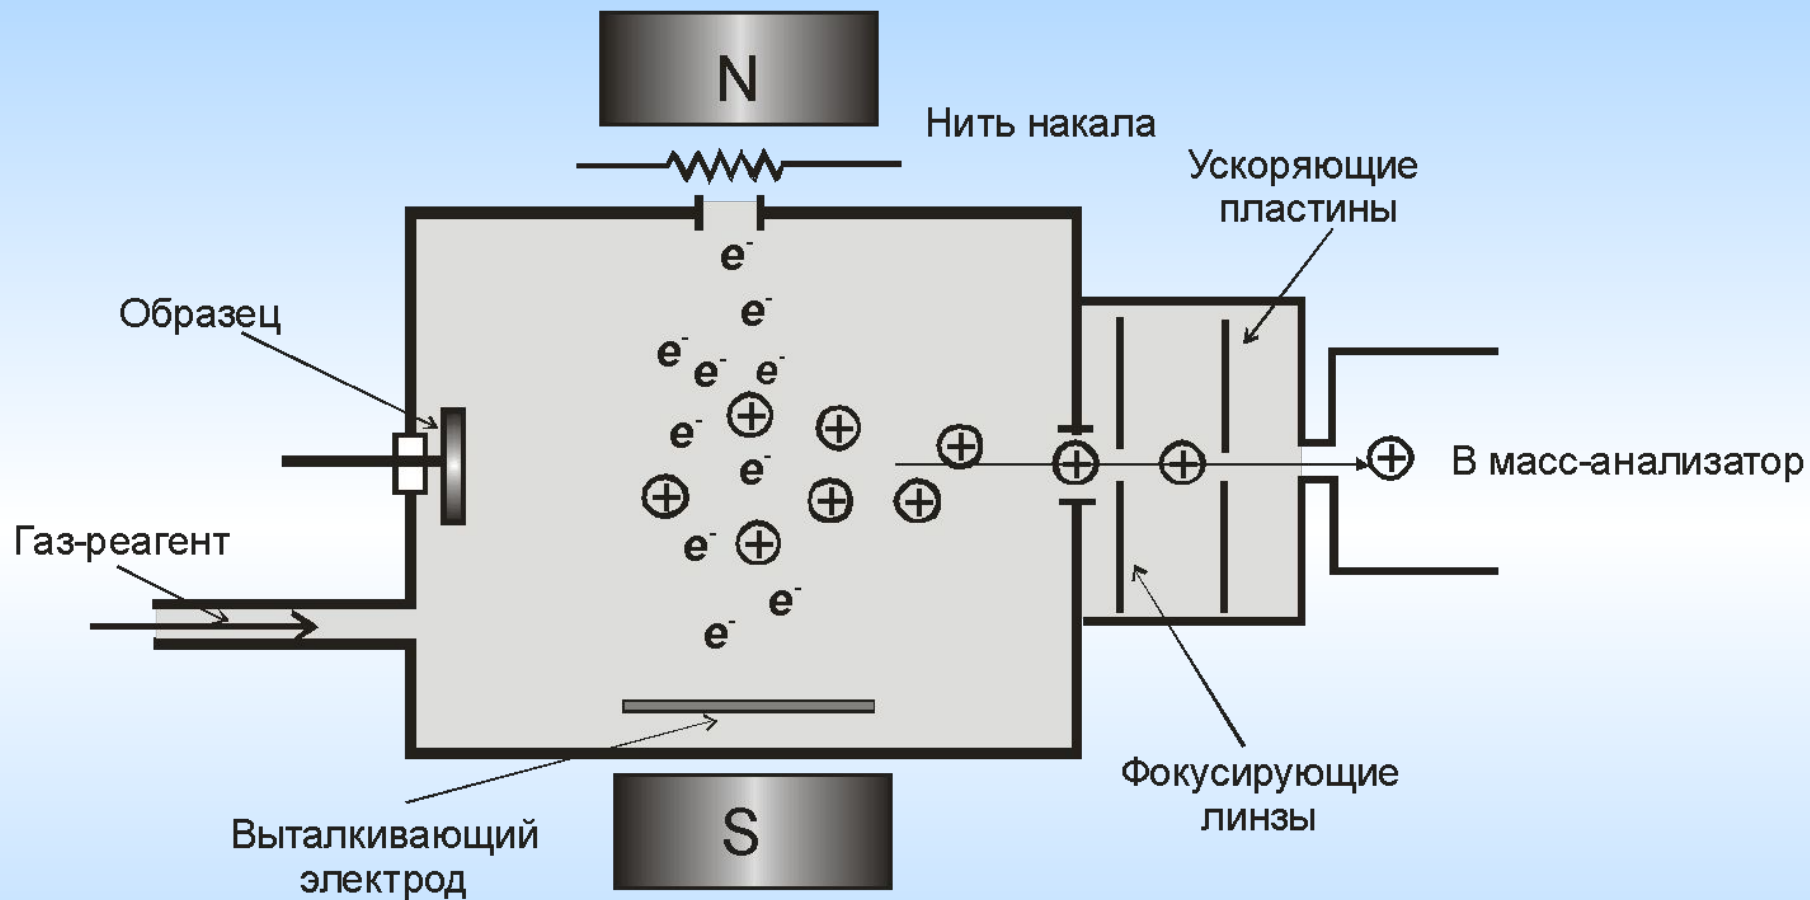 N
Нить накала
Ускоряющие
пластины
e-
e-
e-
e-
e-
Образец
+
+
e-
+
+
+
+
+
В масс-анализатор
e-
+
+
+
Газ-реагент
e-
+
e-
e-
Фокусирующие
линзы
Выталкивающий
электрод
S